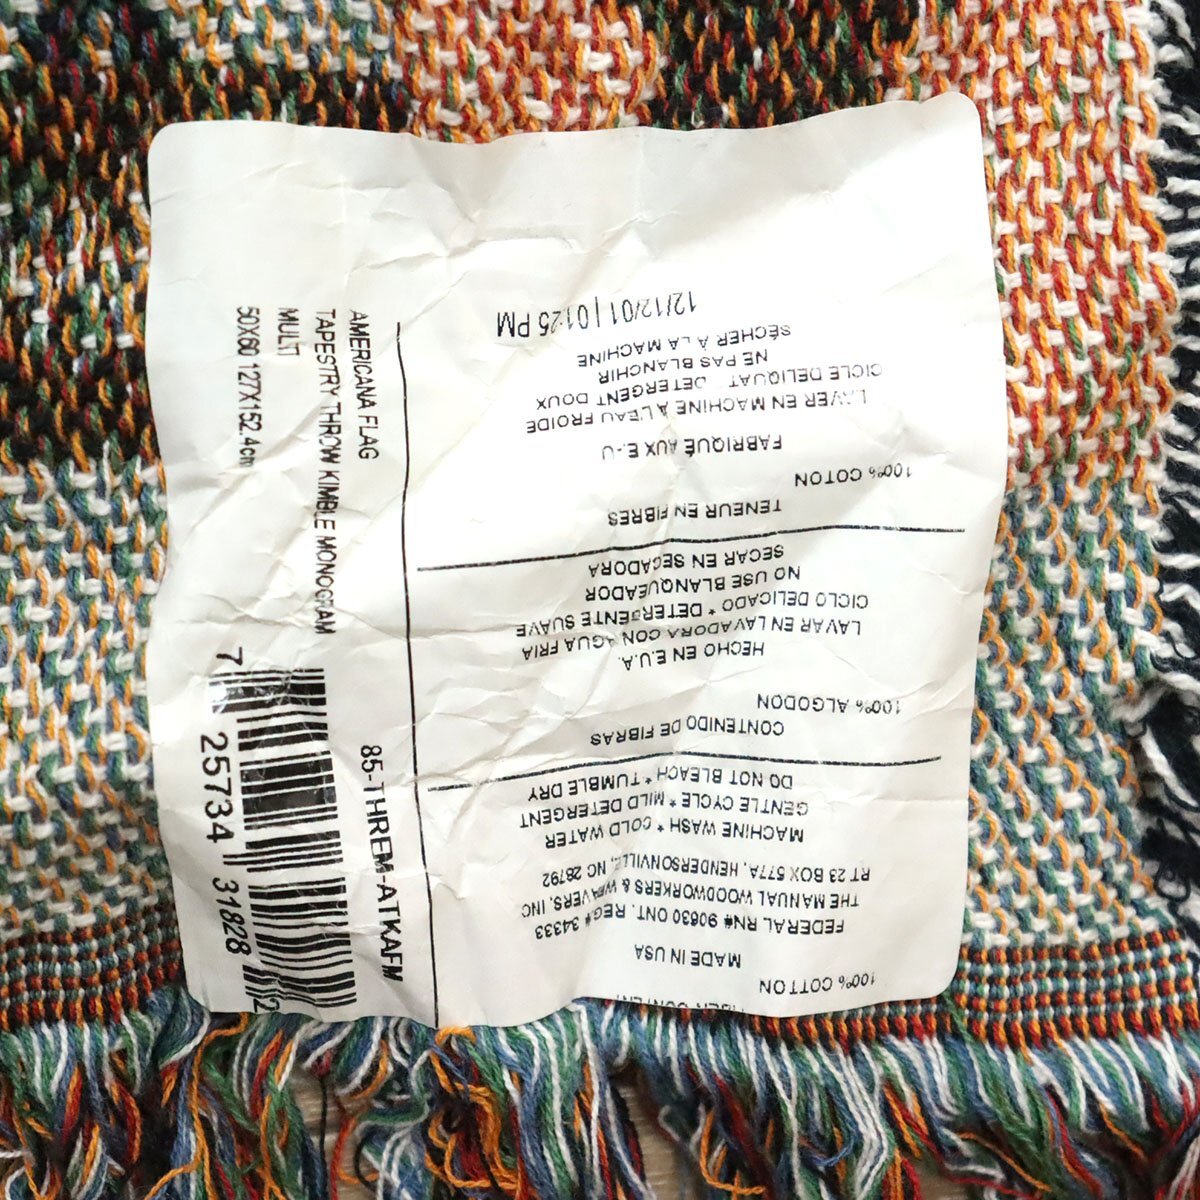 AMERICANA FLAG
TAPESTRY THROW KIMBLE MONOGRAM
MULTI
50X60 127X152.4cm
85-THREM-ATKAFM
7 25734 31828 2
100% COTTON
MADE IN USA
FEDERAL RN# 90630 ONT. REG# 34333
THE MANUAL WOODWORKERS & WEAVERS, INC
RT 23 BOX 577A, HENDERSONVILLE, NC 28792
MACHINE WASH * COLD WATER
GENTLE CYCLE * MILD DETERGENT
DO NOT BLEACH * TUMBLE DRY
CONTENIDO DE FIBRAS
100% ALGODON
HECHO EN E.U.A.
LAVAR EN LAVADORA CON AGUA FRIA
CICLO DELICADO * DETERGENTE SUAVE
NO USE BLANQUEADOR
SECAR EN SECADORA
TENEUR EN FIBRES
100% COTON
FABRIQUÉ AUX E.-U
LAVER EN MACHINE A L'EAU FROIDE
CICLE DELIQUAT DETERGENT DOUX
NE PAS BLANCHIR
SÉCHER À LA MACHINE
12/12/01 | 01:25 PM